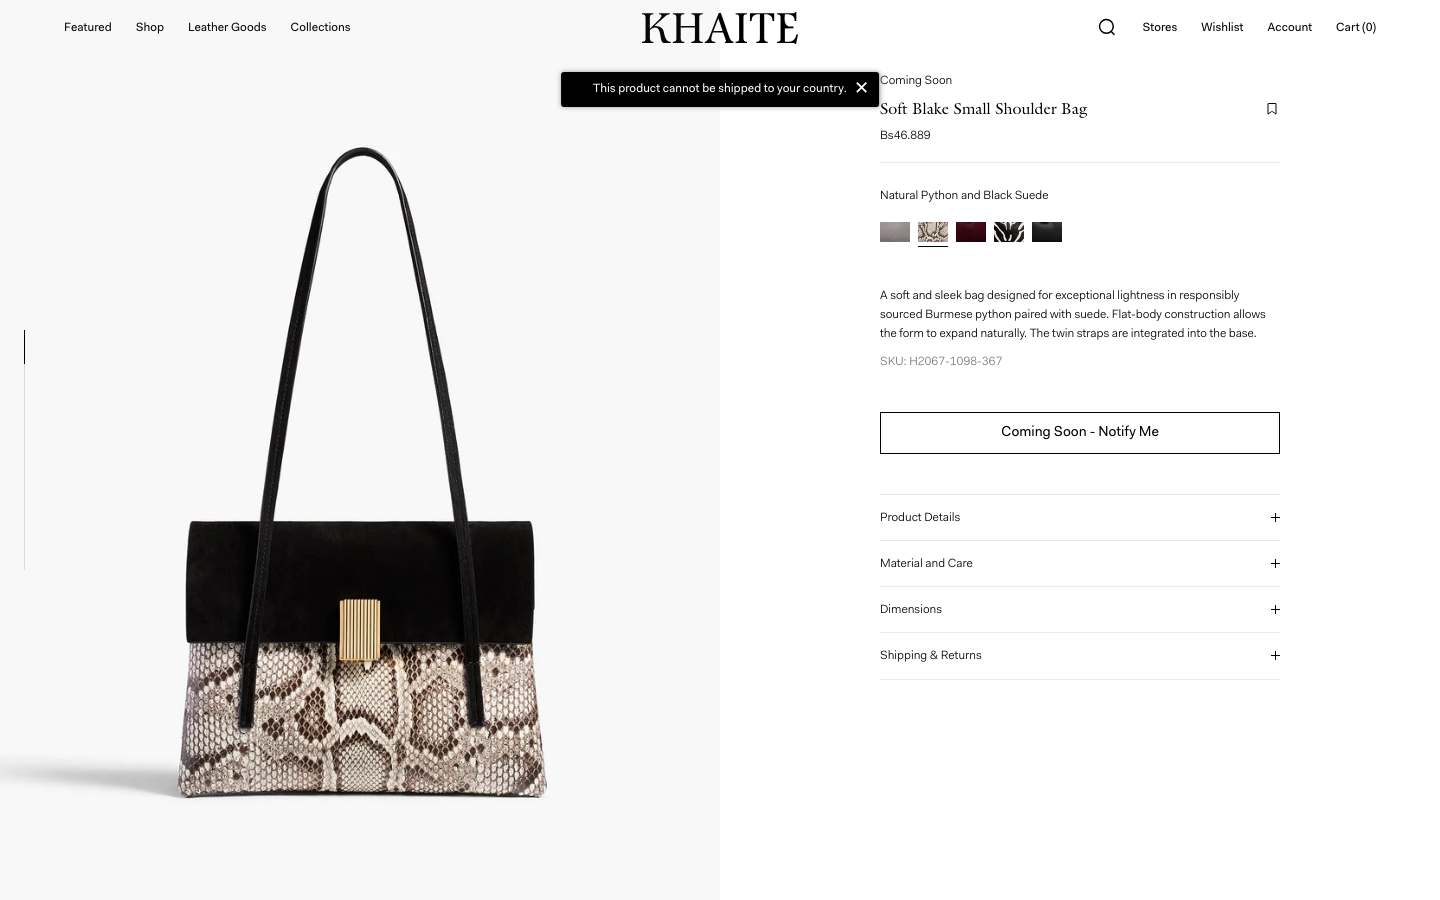 Featured
Shop
Leather Goods
Collections
KHAITE
Stores
Wishlist
Account
Cart (0)
This product cannot be shipped to your country.
Coming Soon
Soft Blake Small Shoulder Bag
Bs46.889
Natural Python and Black Suede
A soft and sleek bag designed for exceptional lightness in responsibly
sourced Burmese python paired with suede. Flat-body construction allows
the form to expand naturally. The twin straps are integrated into the base.
SKU: H2067-1098-367
Coming Soon - Notify Me
Product Details
Material and Care
Dimensions
Shipping & Returns